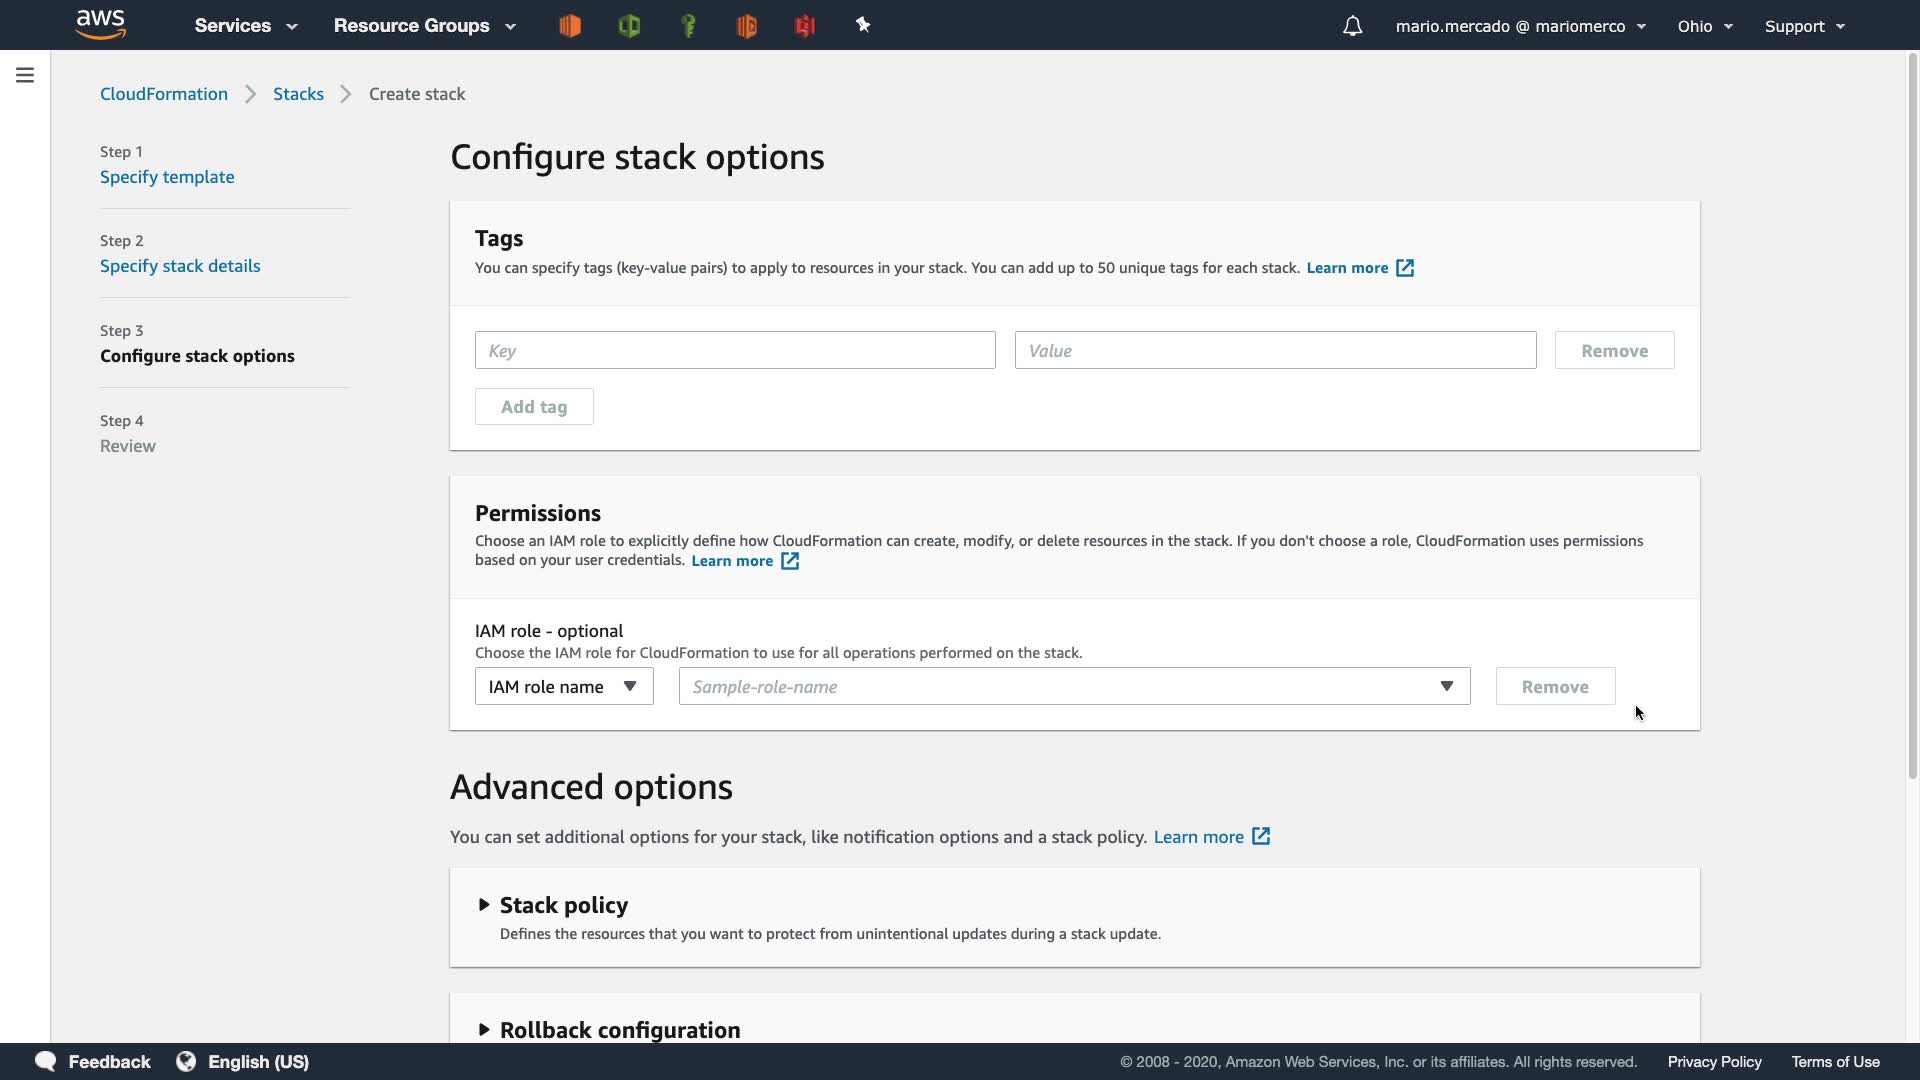 aws Services Resource Groups mario.mercado @ mariomerco Ohio Support
CloudFormation Stacks Create stack
Step 1
Specify template
Step 2
Specify stack details
Step 3
Configure stack options
Step 4
Review
Configure stack options
Tags
You can specify tags (key-value pairs) to apply to resources in your stack. You can add up to 50 unique tags for each stack. Learn more
Key Value Remove
Add tag
Permissions
Choose an IAM role to explicitly define how CloudFormation can create, modify, or delete resources in the stack. If you don't choose a role, CloudFormation uses permissions
based on your user credentials. Learn more
IAM role - optional
Choose the IAM role for CloudFormation to use for all operations performed on the stack.
IAM role name Sample-role-name Remove
Advanced options
You can set additional options for your stack, like notification options and a stack policy. Learn more
Stack policy
Defines the resources that you want to protect from unintentional updates during a stack update.
Rollback configuration
Feedback English (US) © 2008 - 2020, Amazon Web Services, Inc. or its affiliates. All rights reserved. Privacy Policy Terms of Use